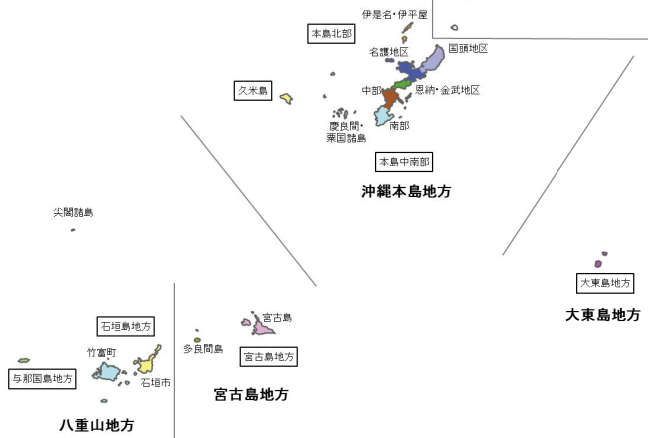 伊是名・伊平屋
本島北部
国頭地区
名護地区
久米島
中部
恩納・金武地区
慶良間・
粟国諸島
南部
本島中南部
沖縄本島地方
尖閣諸島
大東島地方
大東島地方
石垣島地方
宮古島
竹富町
多良間島
宮古島地方
与那国島地方
石垣市
宮古島地方
八重山地方